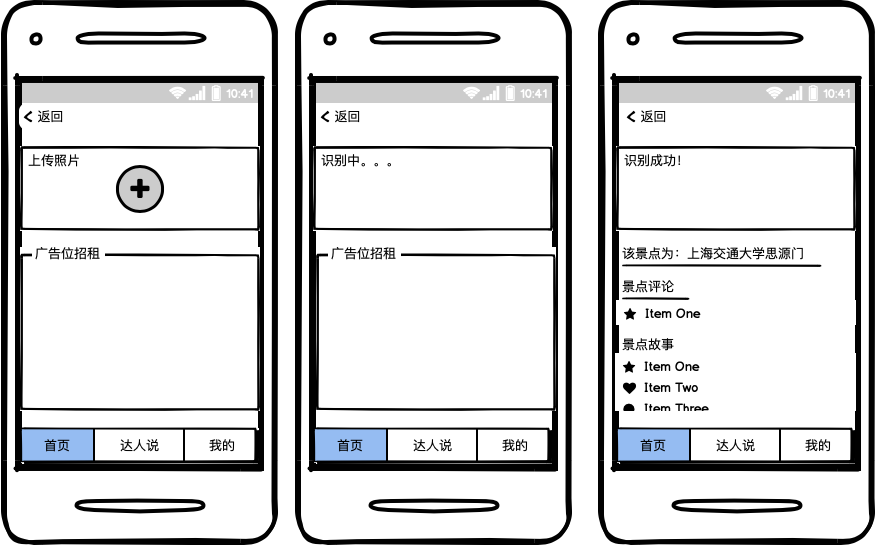 10:41
返回
上传照片
广告位招租
首页 达人说 我的
10:41
返回
识别中。。。
广告位招租
首页 达人说 我的
10:41
返回
识别成功！
该景点为：上海交通大学思源门
景点评论
Item One
景点故事
Item One
Item Two
Item Three
首页 达人说 我的